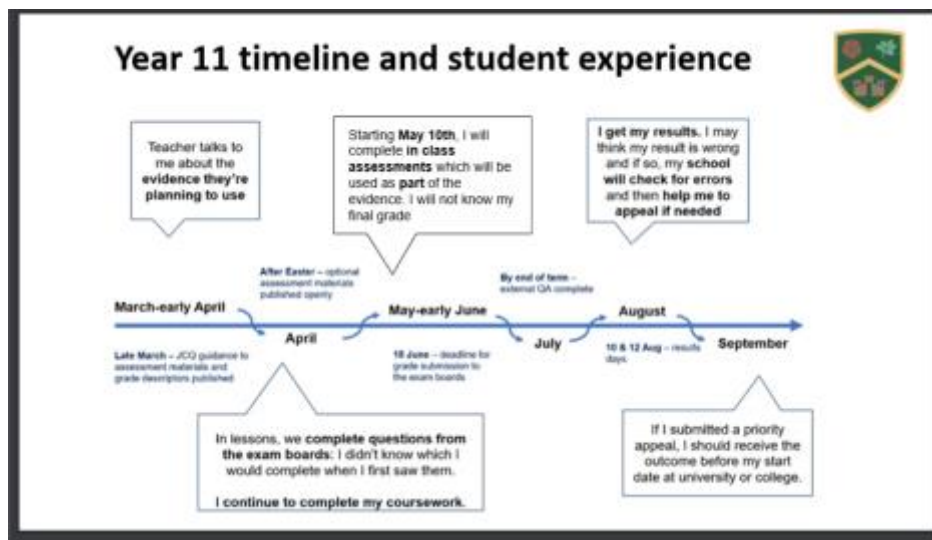 Year 11 timeline and student experience
Teacher talks to
me about the
evidence they're
planning to use
Starting May 10th, I will
complete in class
assessments which will be
used as part of the
evidence. I will not know my
final grade
I get my results. I may
think my result is wrong
and if so, my school
will check for errors
and then help me to
appeal if needed
After Easter – optional
assessment materials
published openly
By end of term –
external QA complete
March-early April
May-early June
August
April
July
September
Late March – JCQ guidance to
assessment materials and
grade descriptors published
18 June – deadline for
grade submission to
the exam boards
10 & 12 Aug – results
days
In lessons, we complete questions from
the exam boards: I didn't know which I
would complete when I first saw them.
I continue to complete my coursework.
If I submitted a priority
appeal, I should receive the
outcome before my start
date at university or college.